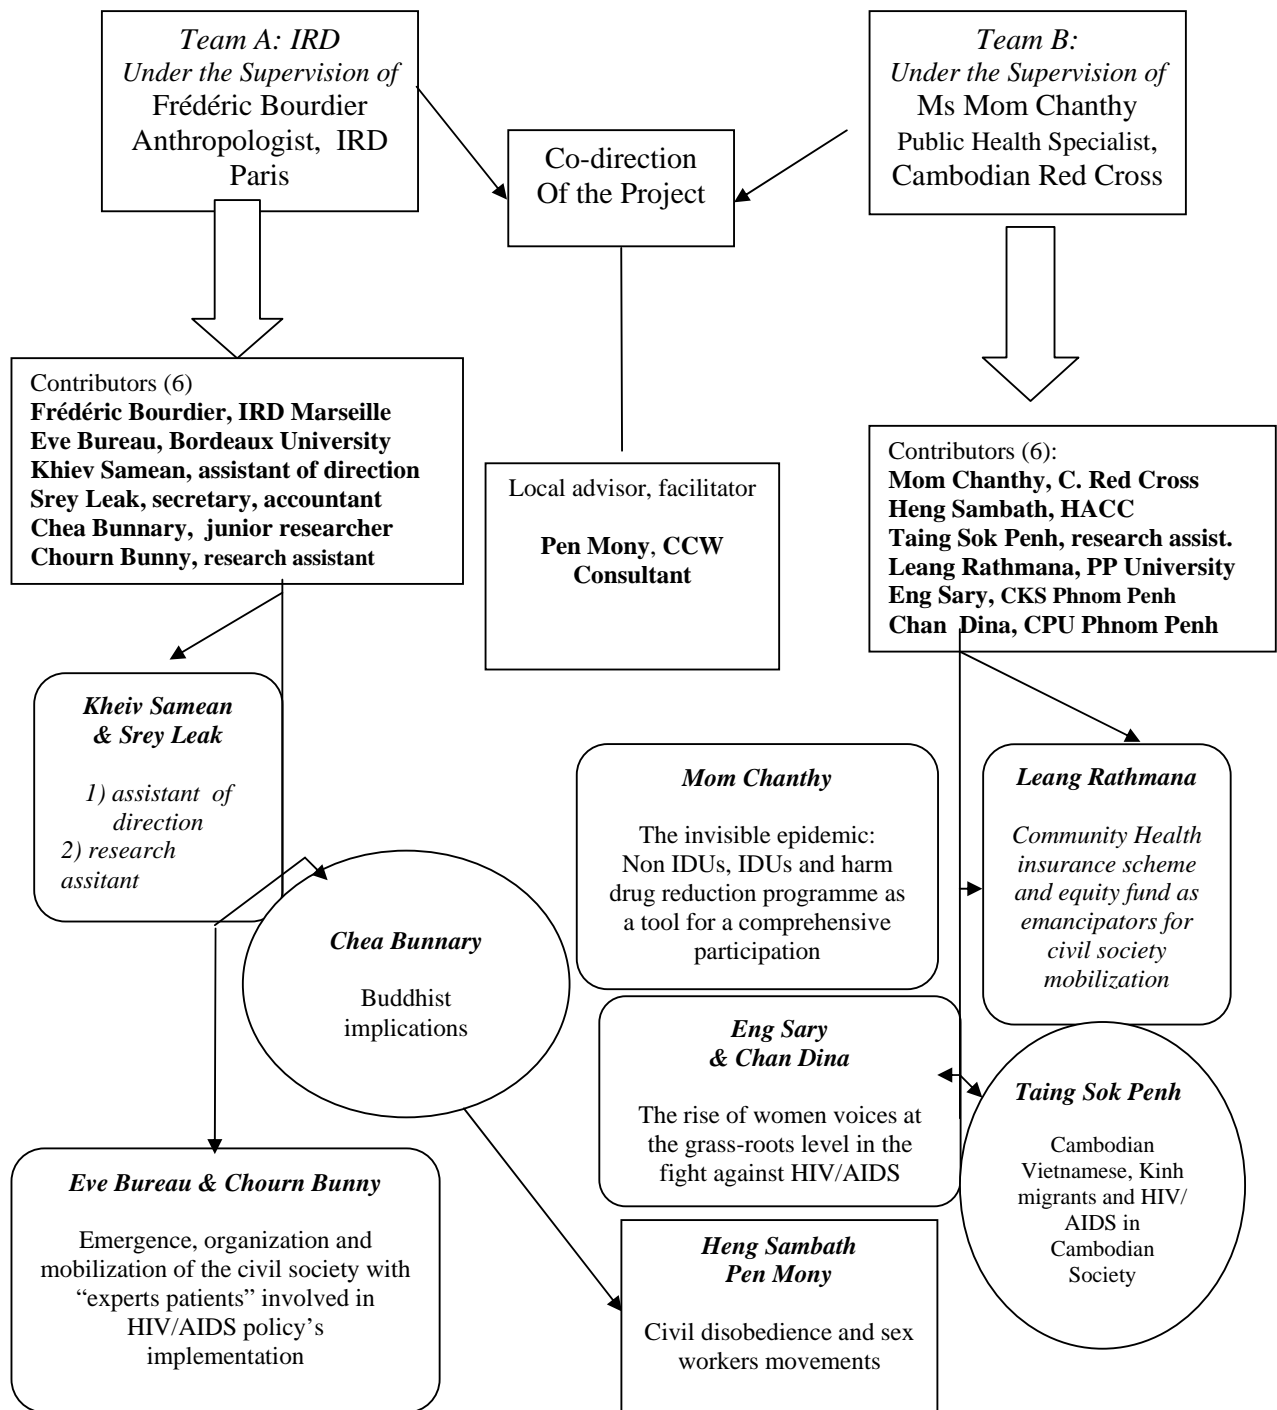 Team A: IRD
Under the Supervision of
Frédéric Bourdier
Anthropologist, IRD
Paris
Team B:
Under the Supervision of
Ms Mom Chanthy
Public Health Specialist,
Cambodian Red Cross
Co-direction
Of the Project
Contributors (6)
Frédéric Bourdier, IRD Marseille
Eve Bureau, Bordeaux University
Khiev Samean, assistant of direction
Srey Leak, secretary, accountant
Chea Bunnary, junior researcher
Chourn Bunny, research assistant
Local advisor, facilitator
Pen Mony, CCW
Consultant
Contributors (6):
Mom Chanthy, C. Red Cross
Heng Sambath, HACC
Taing Sok Penh, research assist.
Leang Rathmana, PP University
Eng Sary, CKS Phnom Penh
Chan Dina, CPU Phnom Penh
Kheiv Samean
& Srey Leak
1) assistant of
direction
2) research
assitant
Mom Chanthy
The invisible epidemic:
Non IDUs, IDUs and harm
drug reduction programme as
a tool for a comprehensive
participation
Leang Rathmana
Community Health
insurance scheme
and equity fund as
emancipators for
civil society
mobilization
Chea Bunnary
Buddhist
implications
Eng Sary
& Chan Dina
The rise of women voices at
the grass-roots level in the
fight against HIV/AIDS
Taing Sok Penh
Cambodian
Vietnamese, Kinh
migrants and HIV/
AIDS in
Cambodian
Society
Eve Bureau & Chourn Bunny
Emergence, organization and
mobilization of the civil society with
“experts patients” involved in
HIV/AIDS policy’s
implementation
Heng Sambath
Pen Mony
Civil disobedience and sex
workers movements